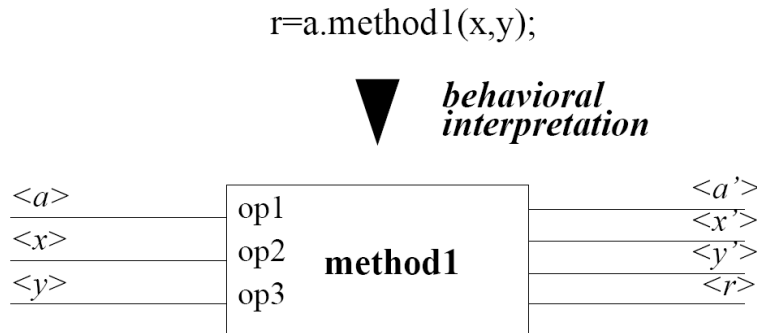 r=a.method1(x,y);
behavioral
interpretation
<a>
<x>
<y>
op1
op2
op3
method1
<a’>
<x’>
<y’>
<r>